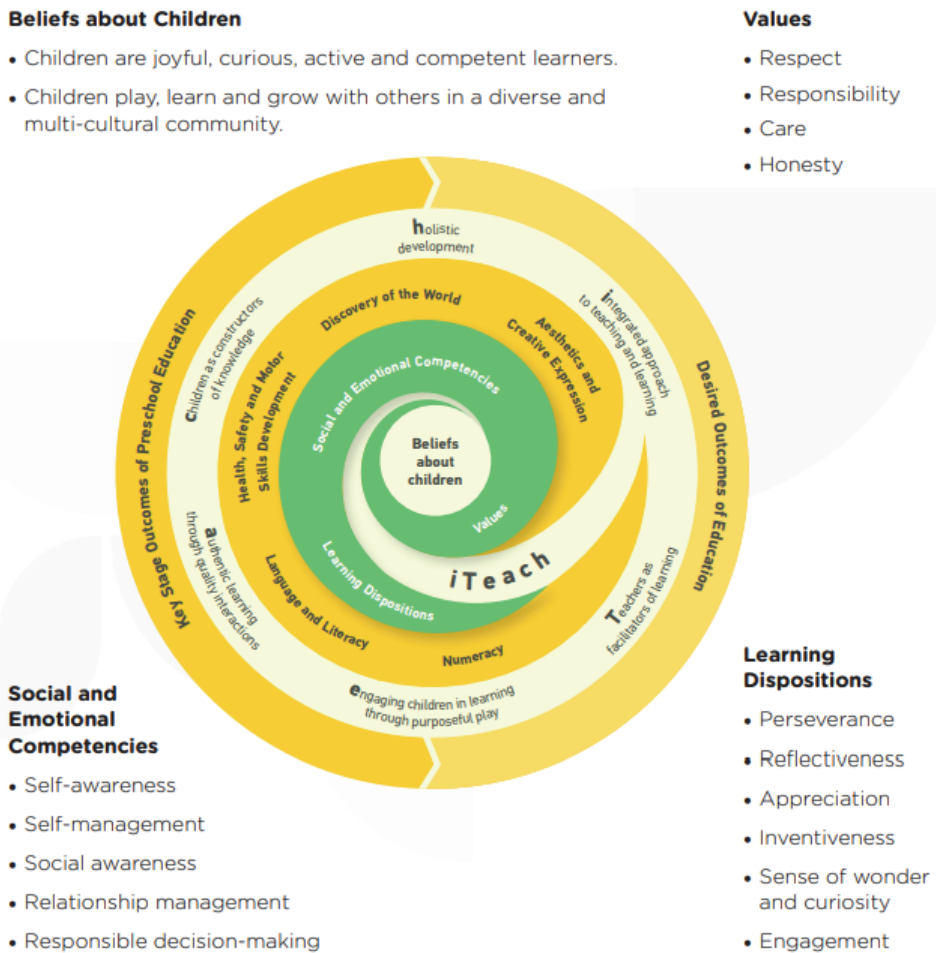 Beliefs about Children
• Children are joyful, curious, active and competent learners.
• Children play, learn and grow with others in a diverse and
multi-cultural community.
Values
• Respect
• Responsibility
• Care
• Honesty
Key Stage Outcomes of Preschool Education
Desired Outcomes of Education
holistic
development
integrated approach
to teaching and learning
Teachers as
facilitators of learning
engaging children in learning
through purposeful play
authentic learning
through quality interactions
Children as constructors
of knowledge
Discovery of the World
Aesthetics and
Creative Expression
Numeracy
Language and Literacy
Health, Safety and Motor
Skills Development
Social and Emotional Competencies
Values
Learning Dispositions
iTeach
Beliefs
about
children
Social and
Emotional
Competencies
• Self-awareness
• Self-management
• Social awareness
• Relationship management
• Responsible decision-making
Learning
Dispositions
• Perseverance
• Reflectiveness
• Appreciation
• Inventiveness
• Sense of wonder
and curiosity
• Engagement